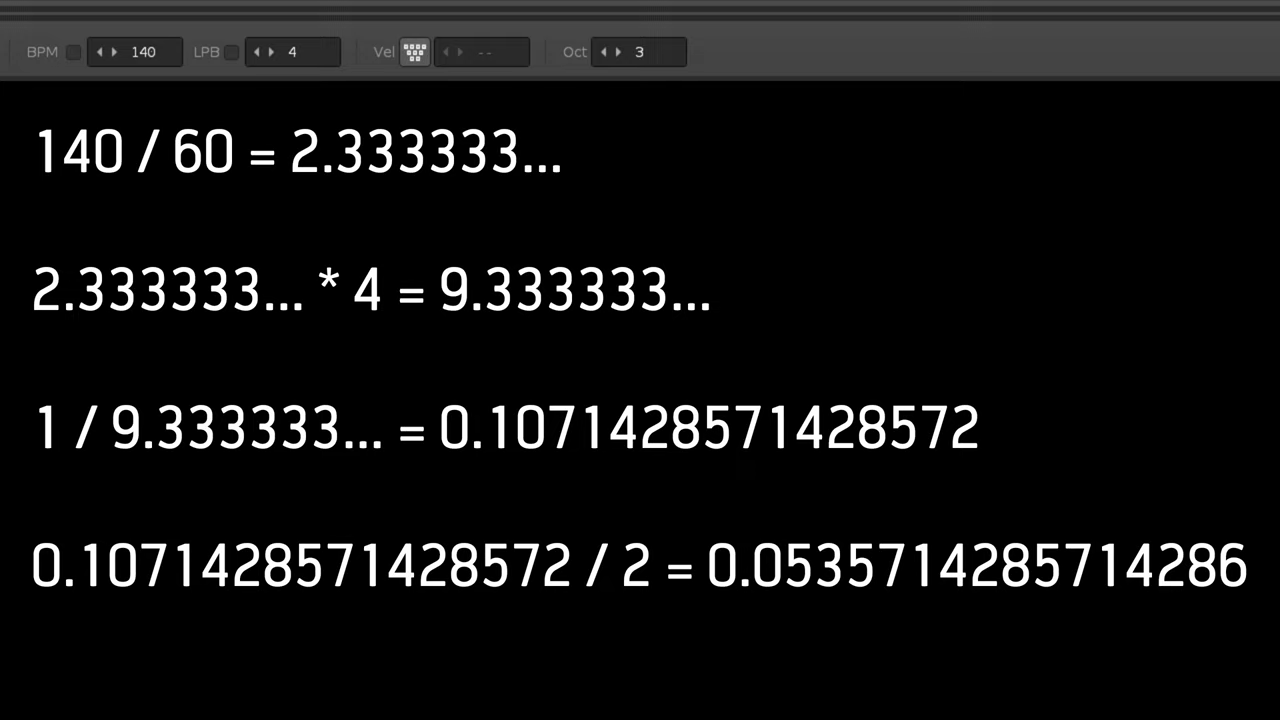 BPM 140 LPB 4 Vel -- Oct 3
140 / 60 = 2.333333...
2.333333... * 4 = 9.333333...
1 / 9.333333... = 0.1071428571428572
0.1071428571428572 / 2 = 0.0535714285714286